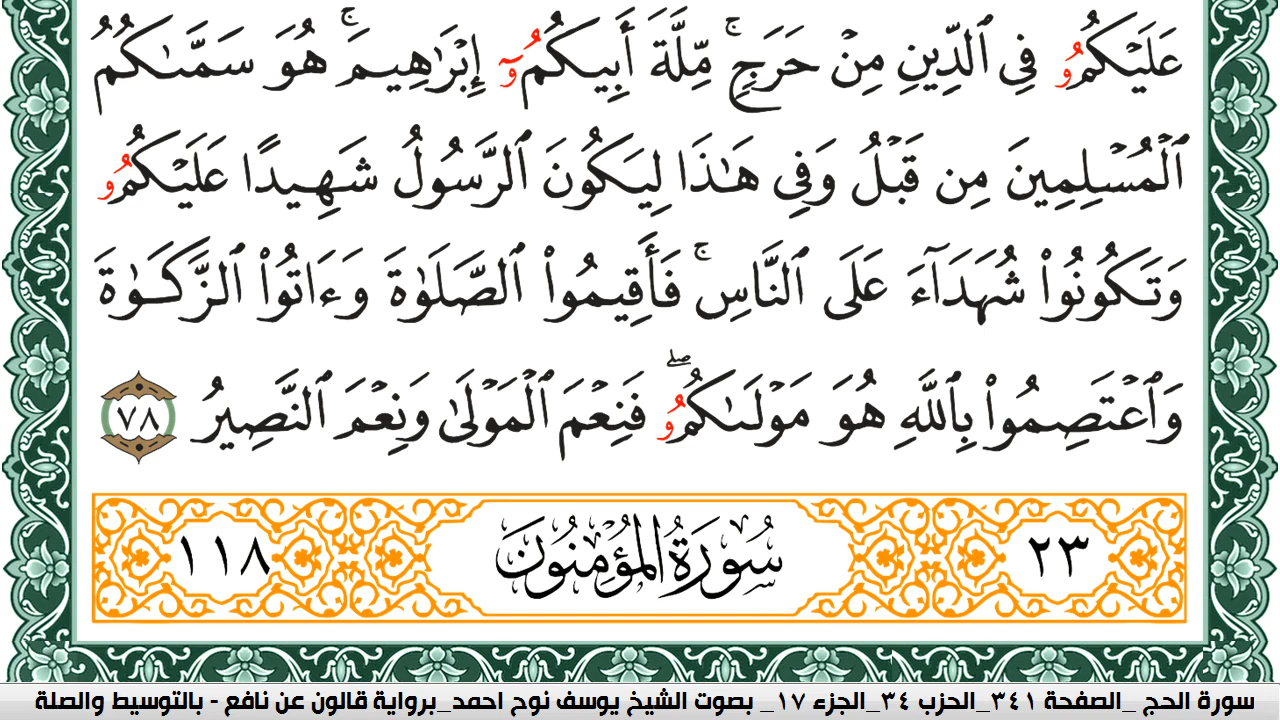 عَلَيْكُمُۥ فِي ٱلدِّينِ مِنْ حَرَجٍۚ مِّلَّةَ أَبِيكُمُۥٓ إِبْرَٰهِيمَۚ هُوَ سَمَّىٰكُمُ
ٱلْمُسْلِمِينَ مِن قَبْلُ وَفِي هَٰذَا لِيَكُونَ ٱلرَّسُولُ شَهِيدًا عَلَيْكُمُۥ
وَتَكُونُواْ شُهَدَآءَ عَلَى ٱلنَّاسِۚ فَأَقِيمُواْ ٱلصَّلَوٰةَ وَءَاتُواْ ٱلزَّكَوٰةَ
وَٱعْتَصِمُواْ بِٱللَّهِ هُوَ مَوْلَىٰكُمُۥۖ فَنِعْمَ ٱلْمَوْلَىٰ وَنِعْمَ ٱلنَّصِيرُ ٧٨
٢٣ سُورَةُ المُؤْمِنُونَ ١١٨
سورة الحج _الصفحة ٣٤١_الحزب ٣٤_الجزء ١٧_ بصوت الشيخ يوسف نوح احمد_برواية قالون عن نافع - بالتوسيط والصلة